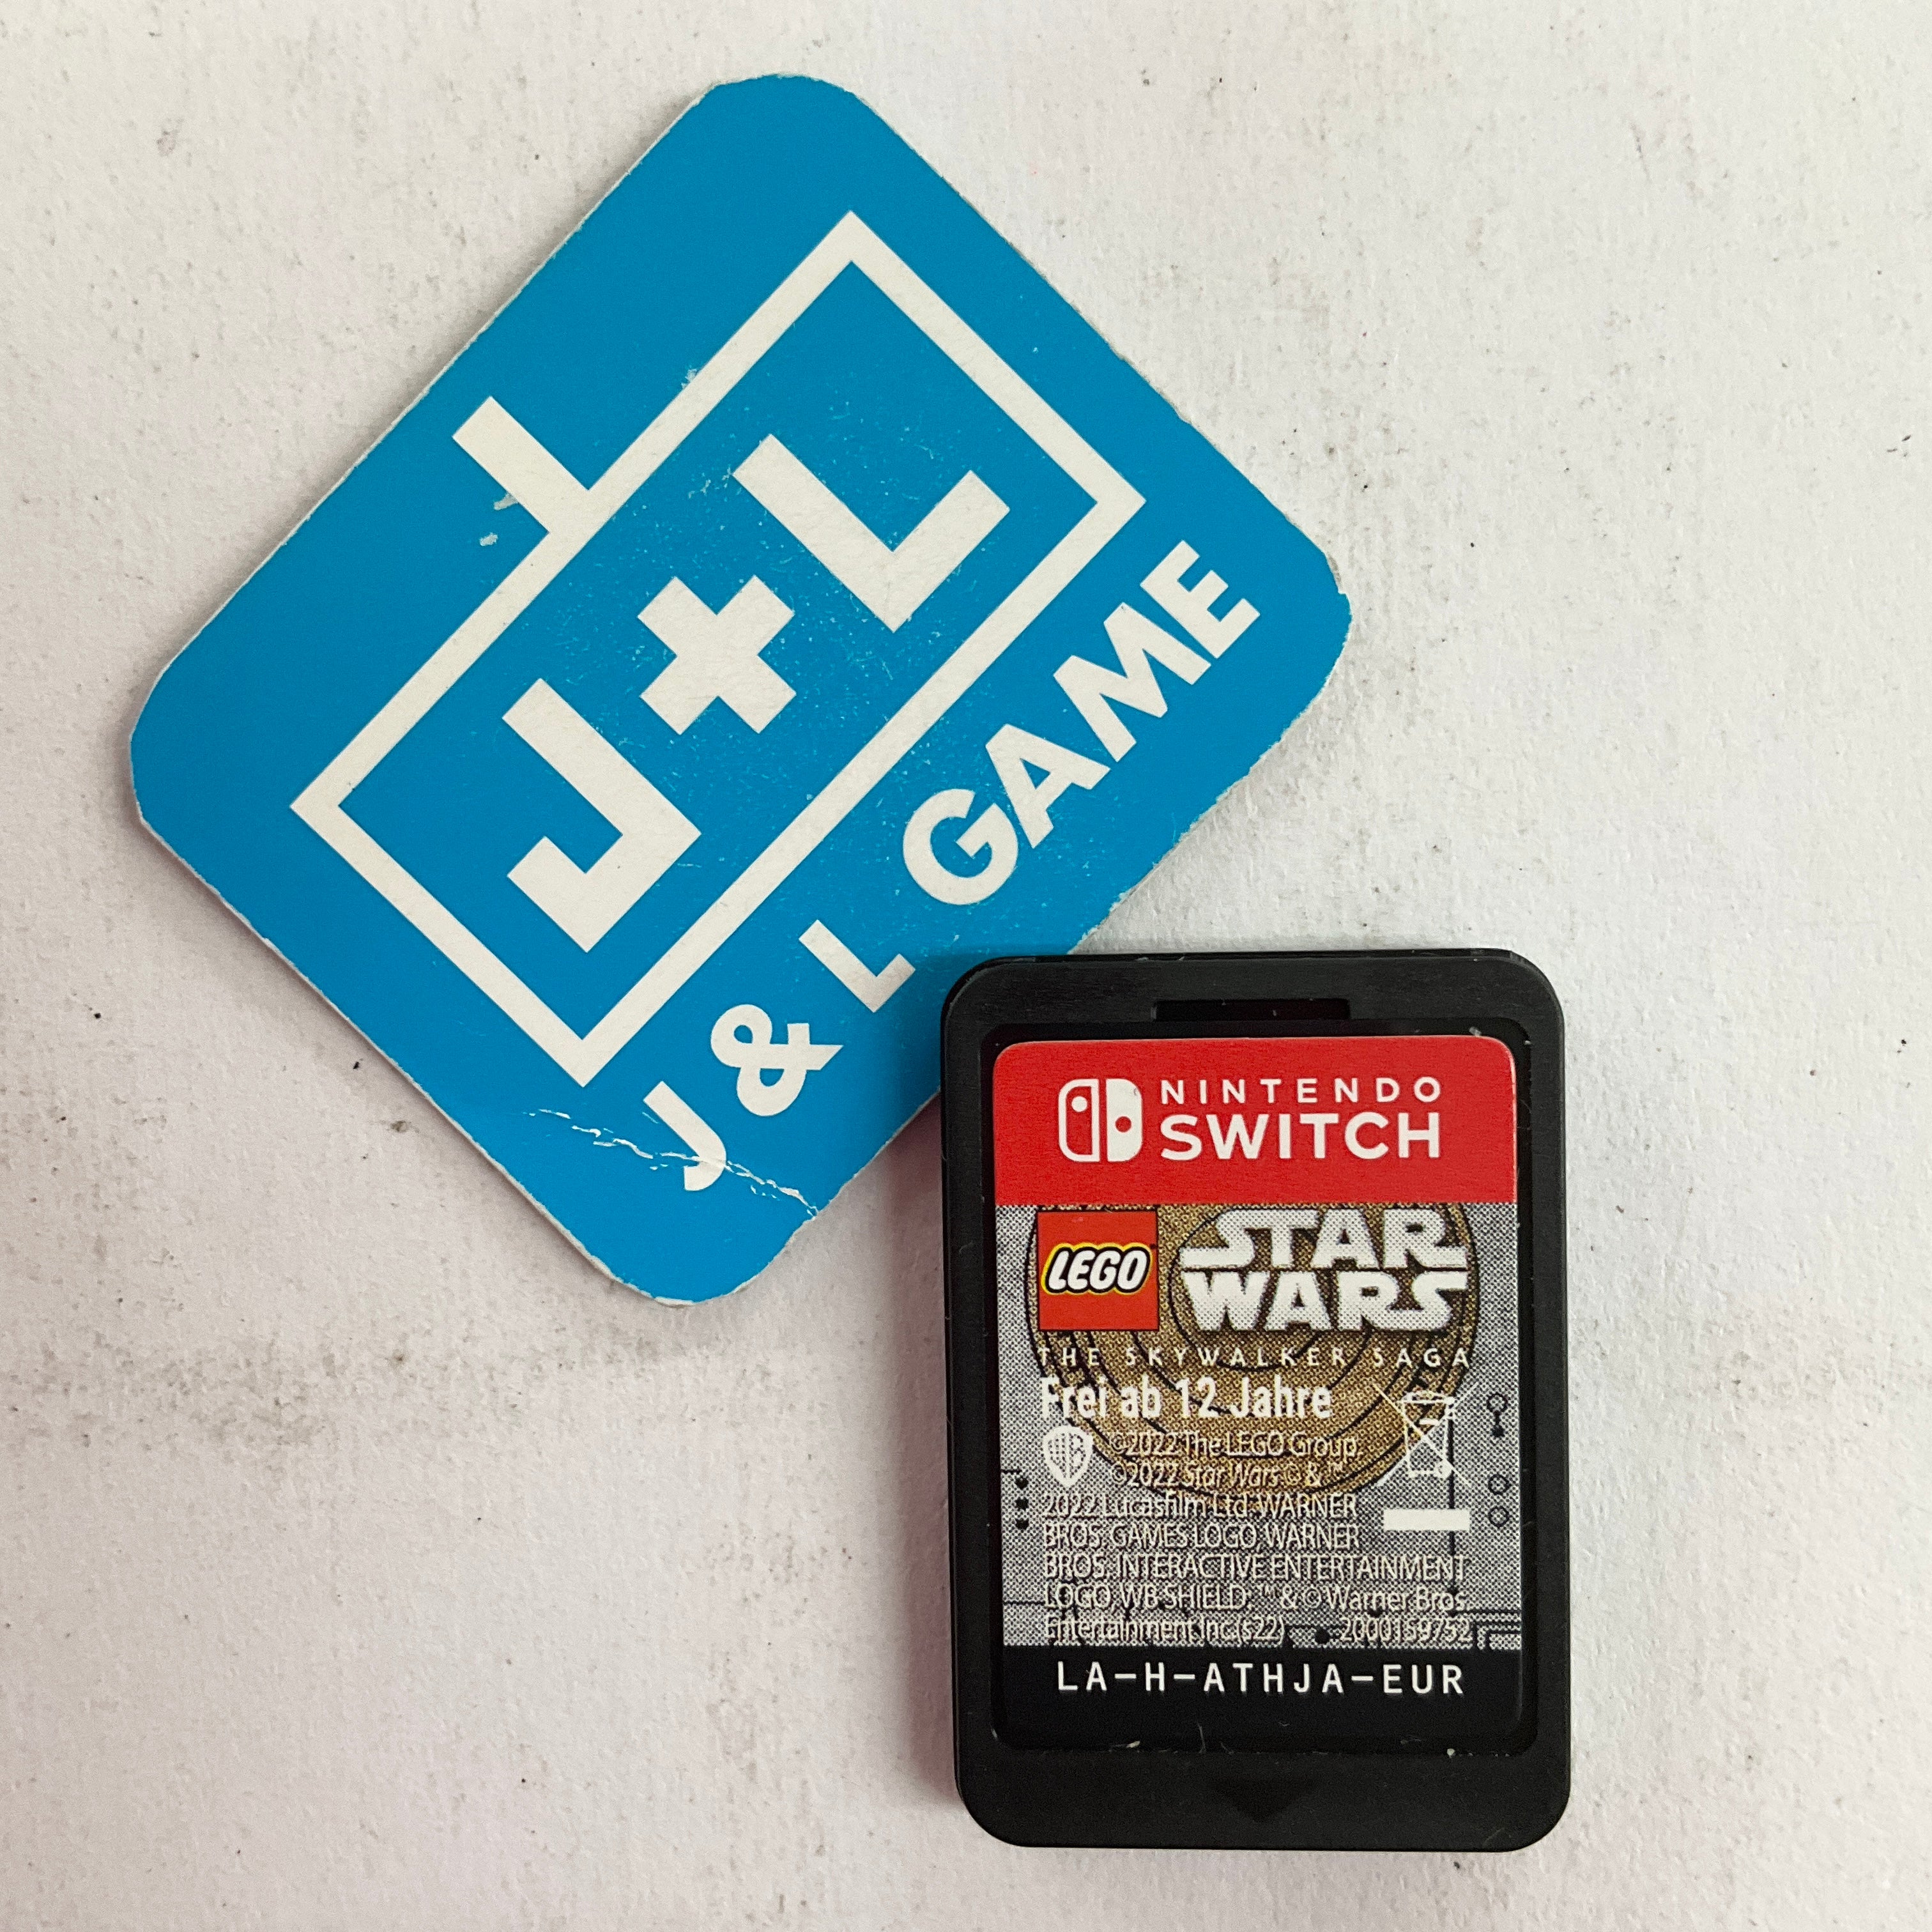 J+L
J & L GAME
NINTENDO
SWITCH
LEGO™ STAR
WARS
THE SKYWALKER SAGA
Frei ab 12 Jahre
©2022 The LEGO Group.
©2022 Star Wars © & ™
2022 Lucasfilm Ltd. WARNER
BROS. GAMES LOGO, WARNER
BROS. INTERACTIVE ENTERTAINMENT
LOGO, WB SHIELD: ™ & © Warner Bros.
Entertainment Inc. (s22) 2000159752
LA-H-ATHJA-EUR